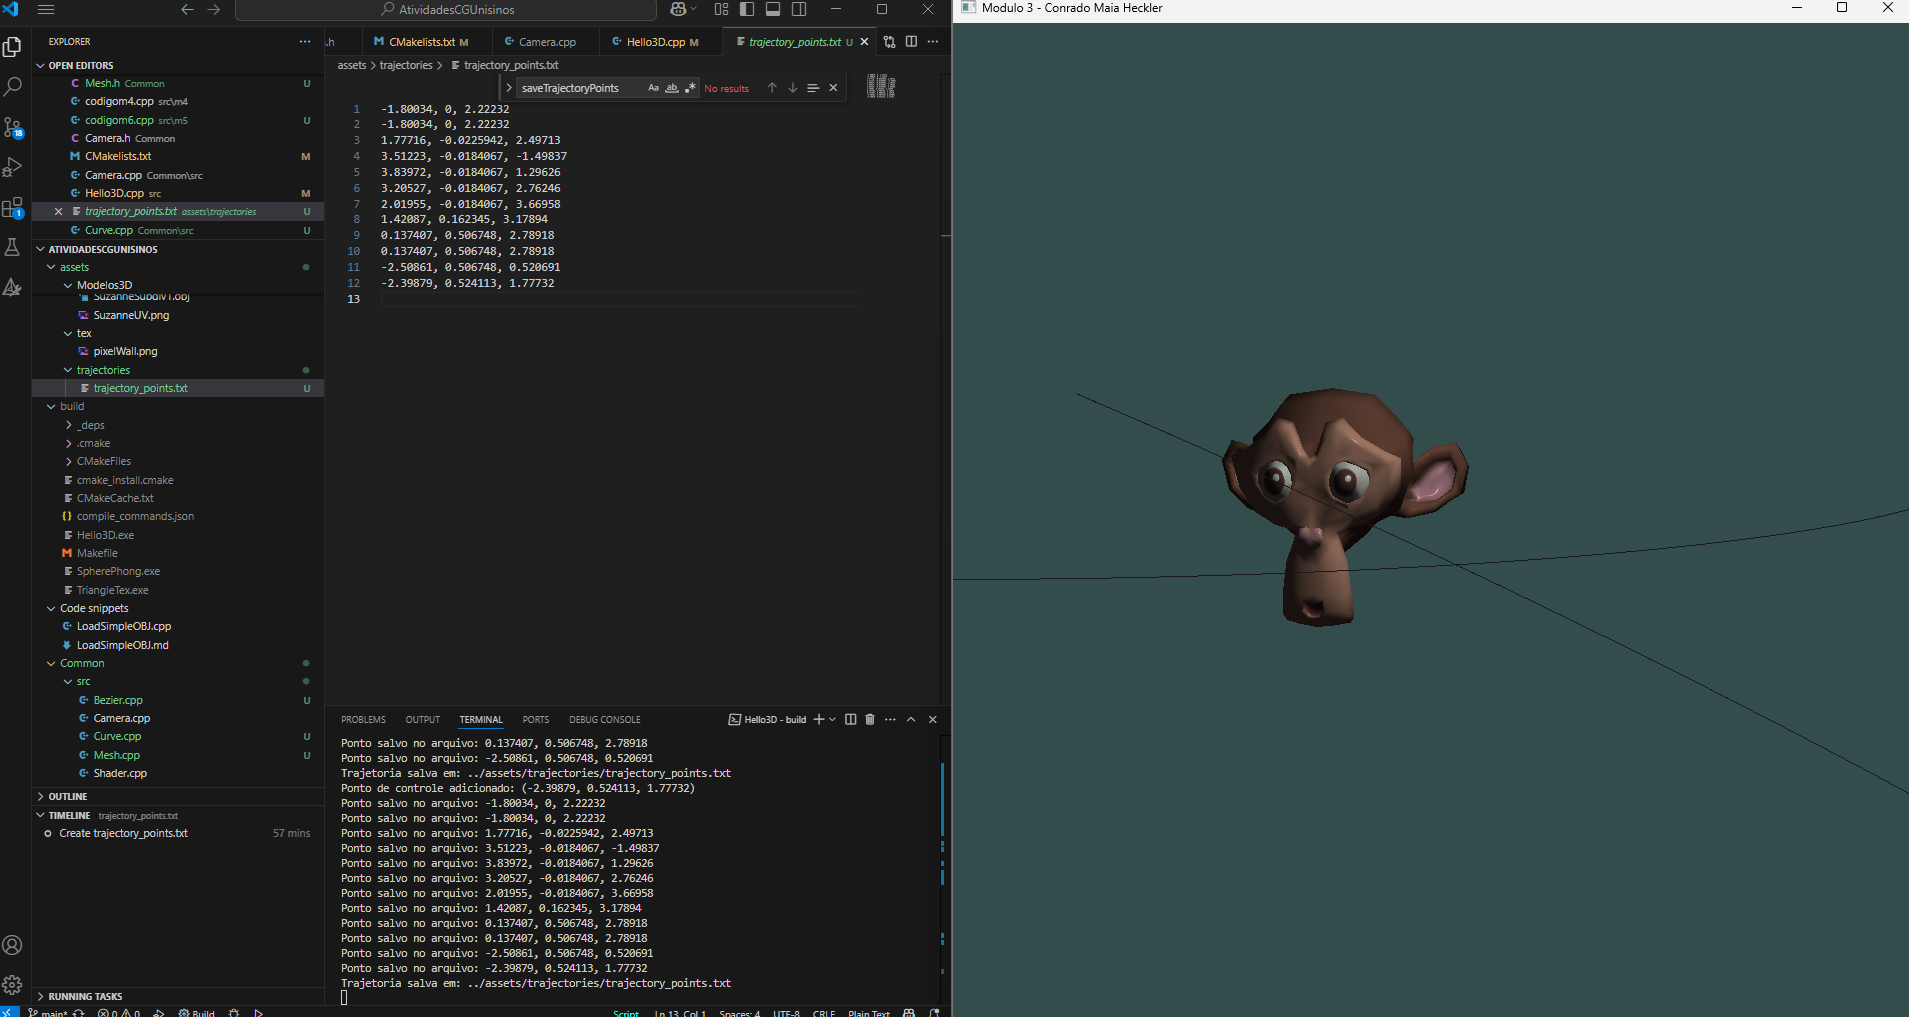 AtividadesCGUnisinos
Modulo 3 - Conrado Maia Heckler
EXPLORER
.h
CMakelists.txt M
Camera.cpp
Hello3D.cpp M
trajectory_points.txt U
OPEN EDITORS
assets > trajectories > trajectory_points.txt
Mesh.h Common U
codigom4.cpp src\m4
codigom6.cpp src\m5 U
Camera.h Common
CMakelists.txt M
Camera.cpp Common\src
Hello3D.cpp src M
trajectory_points.txt assets\trajectories U
Curve.cpp Common\src U
saveTrajectoryPoints
Aa ab
No results
1 -1.80034, 0, 2.22232
2 -1.80034, 0, 2.22232
3 1.77716, -0.0225942, 2.49713
4 3.51223, -0.0184067, -1.49837
5 3.83972, -0.0184067, 1.29626
6 3.20527, -0.0184067, 2.76246
7 2.01955, -0.0184067, 3.66958
8 1.42087, 0.162345, 3.17894
9 0.137407, 0.506748, 2.78918
10 0.137407, 0.506748, 2.78918
11 -2.50861, 0.506748, 0.520691
12 -2.39879, 0.524113, 1.77732
13
ATIVIDADESCGUNISINOS
assets
Modelos3D
SuzanneSubdiv1.obj
SuzanneUV.png
tex
pixelWall.png
trajectories
trajectory_points.txt U
build
_deps
.cmake
CMakeFiles
cmake_install.cmake
CMakeCache.txt
compile_commands.json
Hello3D.exe
Makefile
SpherePhong.exe
TriangleTex.exe
Code snippets
LoadSimpleOBJ.cpp
LoadSimpleOBJ.md
Common
src
Bezier.cpp U
Camera.cpp
Curve.cpp U
Mesh.cpp U
Shader.cpp
OUTLINE
TIMELINE trajectory_points.txt
Create trajectory_points.txt 57 mins
RUNNING TASKS
18
1
PROBLEMS OUTPUT TERMINAL PORTS DEBUG CONSOLE
Hello3D - build
Ponto salvo no arquivo: 0.137407, 0.506748, 2.78918
Ponto salvo no arquivo: -2.50861, 0.506748, 0.520691
Trajetoria salva em: ../assets/trajectories/trajectory_points.txt
Ponto de controle adicionado: (-2.39879, 0.524113, 1.77732)
Ponto salvo no arquivo: -1.80034, 0, 2.22232
Ponto salvo no arquivo: -1.80034, 0, 2.22232
Ponto salvo no arquivo: 1.77716, -0.0225942, 2.49713
Ponto salvo no arquivo: 3.51223, -0.0184067, -1.49837
Ponto salvo no arquivo: 3.83972, -0.0184067, 1.29626
Ponto salvo no arquivo: 3.20527, -0.0184067, 2.76246
Ponto salvo no arquivo: 2.01955, -0.0184067, 3.66958
Ponto salvo no arquivo: 1.42087, 0.162345, 3.17894
Ponto salvo no arquivo: 0.137407, 0.506748, 2.78918
Ponto salvo no arquivo: 0.137407, 0.506748, 2.78918
Ponto salvo no arquivo: -2.50861, 0.506748, 0.520691
Ponto salvo no arquivo: -2.39879, 0.524113, 1.77732
Trajetoria salva em: ../assets/trajectories/trajectory_points.txt
main* 0 0 Build Script Ln 13, Col 1 Spaces: 4 UTF-8 CRLF Plain Text